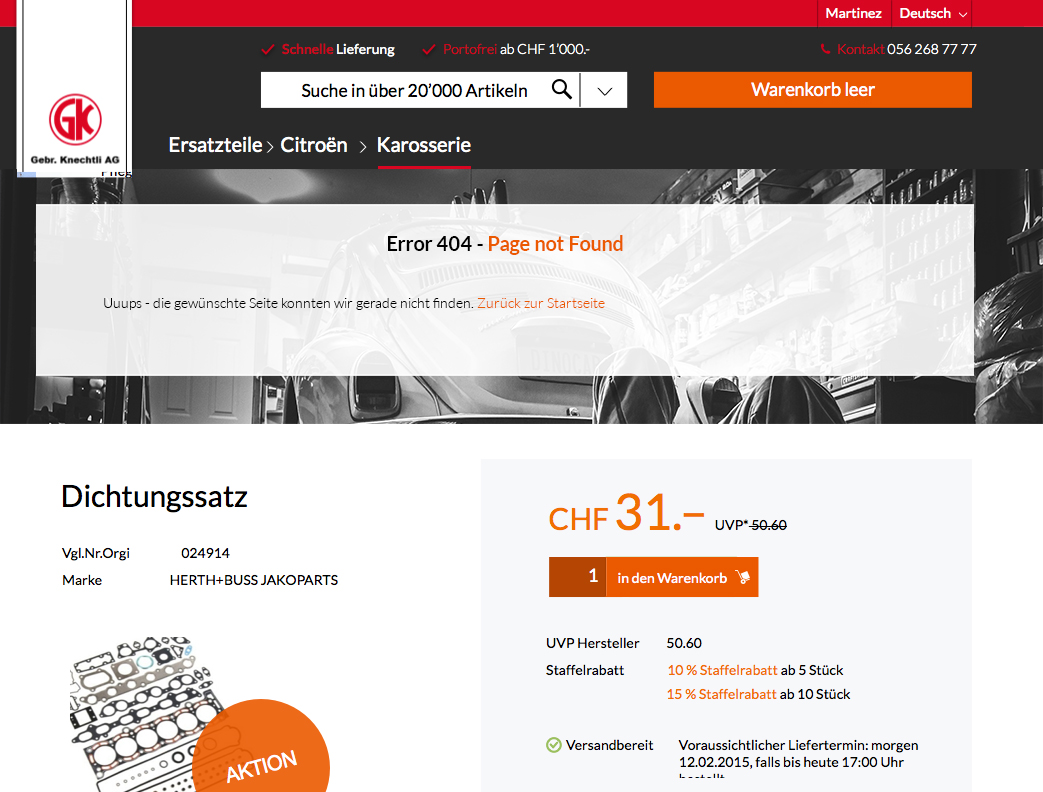 Martinez
Deutsch
Schnelle Lieferung
Portofrei ab CHF 1’000.-
Kontakt 056 268 77 77
Suche in über 20’000 Artikeln
Warenkorb leer
GK
Gebr. Knechtli AG
Ersatzteile > Citroën > Karosserie
Error 404 - Page not Found
Uuups - die gewünschte Seite konnten wir gerade nicht finden. Zurück zur Startseite
Dichtungssatz
Vgl.Nr.Orgi 024914
Marke HERTH+BUSS JAKOPARTS
AKTION
CHF 31.– UVP* 50.60
1 in den Warenkorb
UVP Hersteller 50.60
Staffelrabatt 10 % Staffelrabatt ab 5 Stück
15 % Staffelrabatt ab 10 Stück
Versandbereit Voraussichtlicher Liefertermin: morgen
12.02.2015, falls bis heute 17:00 Uhr